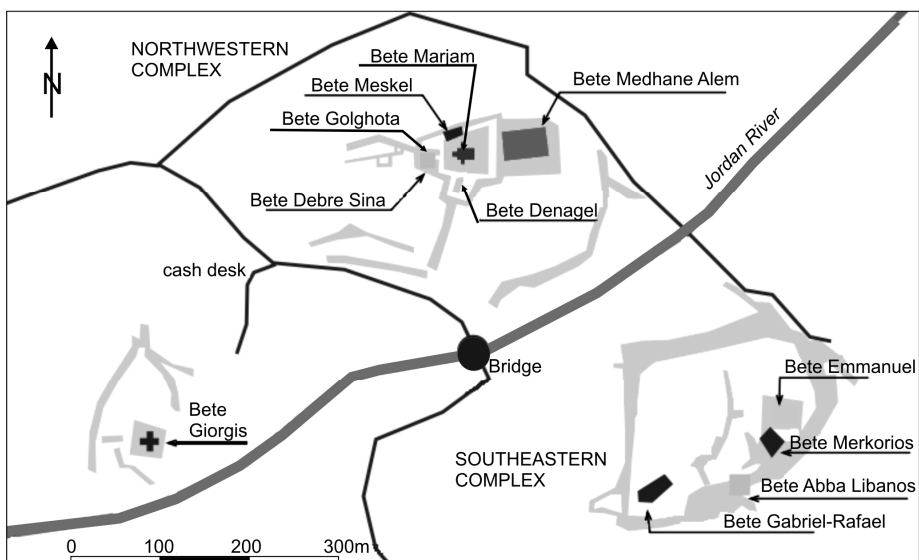 NORTHWESTERN
COMPLEX
N
Bete Marjam
Bete Meskel
Bete Medhane Alem
Bete Golghota
Jordan River
Bete Debre Sina
Bete Denagel
cash desk
Bridge
Bete Emmanuel
Bete
Giorgis
Bete Merkorios
SOUTHEASTERN
COMPLEX
Bete Abba Libanos
Bete Gabriel-Rafael
0 100 200 300m